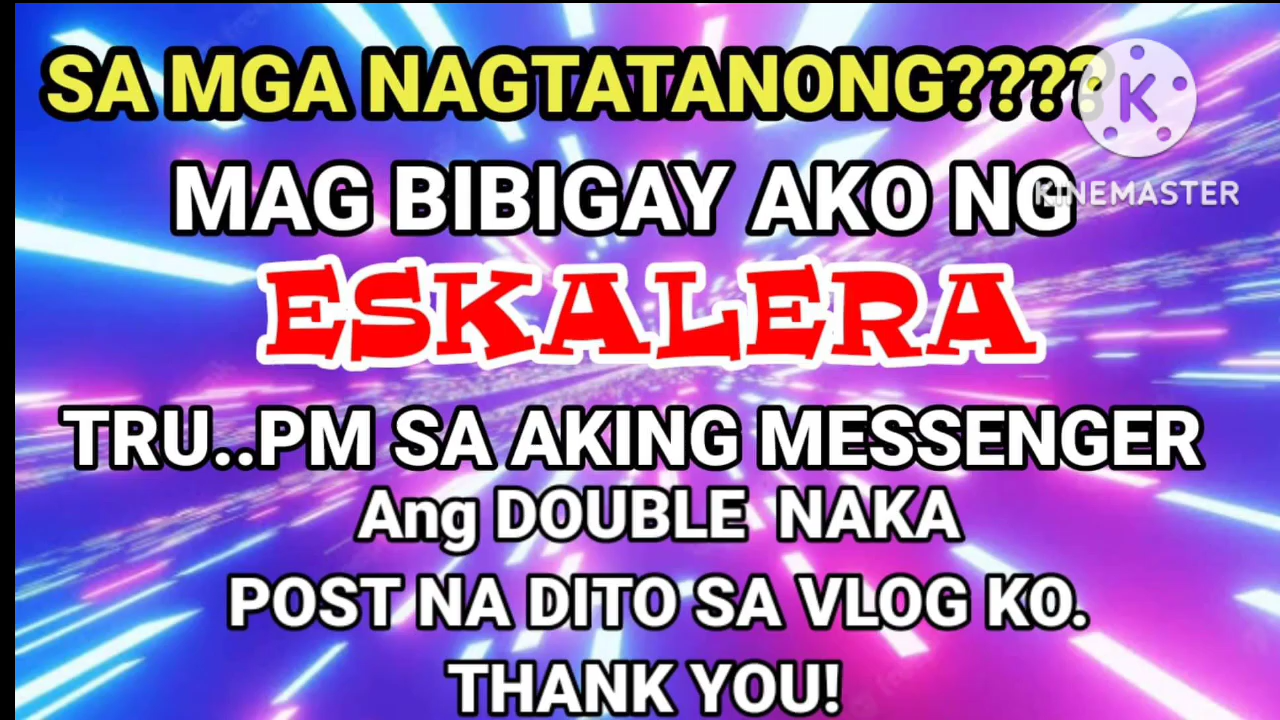 SA MGA NAGTATANONG????
K
KINEMASTER
MAG BIBIGAY AKO NG
ESKALERA
TRU..PM SA AKING MESSENGER
Ang DOUBLE NAKA
POST NA DITO SA VLOG KO.
THANK YOU!